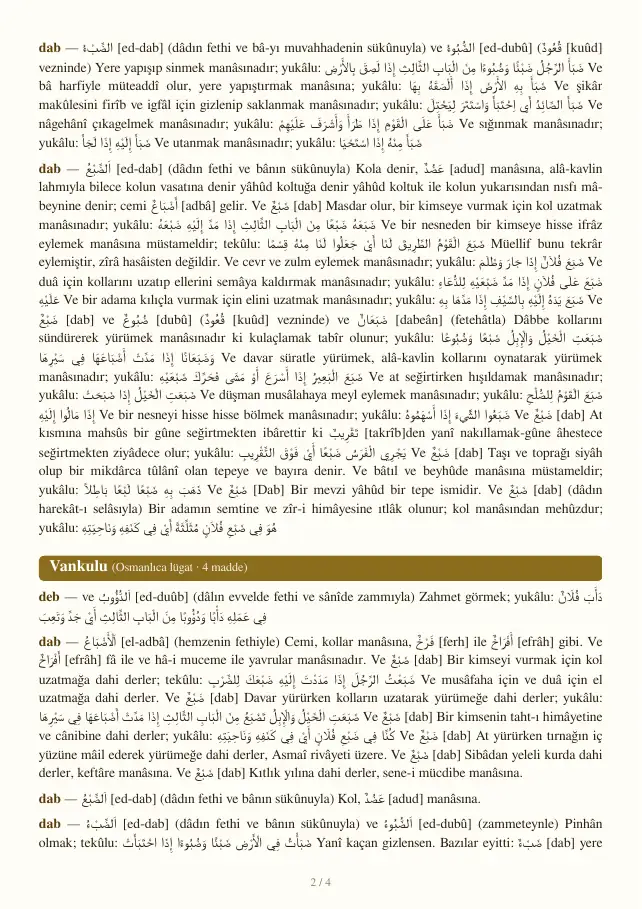 dab — اَلضَّبْءُ [ed-dab] (dâdın fethi ve bâ-yı muvahhadenin sükûnuyla) ve اَلضُّبُوءُ [ed-dubû] (قُعُودٌ [kuûd]
vezninde) Yere yapışıp sinmek manâsınadır; yukâlu: ضَبَأَ الرَّجُلُ ضَبْئًا وَضُبُوءًا مِنَ الْبَابِ الثَّالِثِ إِذَا لَصِقَ بِالْأَرْضِ Ve
bâ harfiyle müteaddî olur, yere yapıştırmak manâsına; yukâlu: ضَبَأَ بِهِ الْأَرْضَ إِذَا أَلْصَقَهُ بِهَا Ve şikâr
makûlesini firîb ve igfâl için gizlenip saklanmak manâsınadır; yukâlu: ضَبَأَ الصَّائِدُ أَيِ اخْتَبَأَ وَاسْتَتَرَ لِيَخْتِلَ Ve
nâgehânî çıkagelmek manâsınadır; yukâlu: ضَبَأَ عَلَى الْقَوْمِ إِذَا طَرَأَ وَأَشْرَفَ عَلَيْهِمْ Ve sığınmak manâsınadır;
yukâlu: ضَبَأَ إِلَيْهِ إِذَا لَجَأَ Ve utanmak manâsınadır; yukâlu: ضَبَأَ مِنْهُ إِذَا اسْتَحْيَا
dab — اَلضَّبْعُ [ed-dab] (dâdın fethi ve bânın sükûnuyla) Kola denir, عَضُدٌ [adud] manâsına, alâ-kavlin
lahmıyla bilece kolun vasatına denir yâhûd koltuğa denir yâhûd koltuk ile kolun yukarısından nısfı mâ-
beynine denir; cemi أَضْبَاعٌ [adbâ] gelir. Ve ضَبْعٌ [dab] Masdar olur, bir kimseye vurmak için kol uzatmak
manâsınadır; yukâlu: ضَبَعَهُ ضَبْعًا مِنَ الْبَابِ الثَّالِثِ إِذَا مَدَّ إِلَيْهِ ضَبْعَهُ Ve bir nesneden bir kimseye hisse ifrâz
eylemek manâsına müstameldir; tekûlu: ضَبَعَ الْقَوْمُ الطَّرِيقَ لَنَا أَيْ جَعَلُوا لَنَا مِنْهُ قِسْمًا Müellif bunu tekrâr
eylemiştir, zîrâ hasâisten değildir. Ve cevr ve zulm eylemek manâsınadır; yukâlu: ضَبَعَ فُلَانٌ إِذَا جَارَ وَظَلَمَ Ve
duâ için kollarını uzatıp ellerini semâya kaldırmak manâsınadır; yukâlu: ضَبَعَ عَلَى فُلَانٍ إِذَا مَدَّ ضَبْعَيْهِ لِلدُّعَاءِ
عَلَيْهِ Ve bir adama kılıçla vurmak için elini uzatmak manâsınadır; yukâlu: ضَبَعَ يَدَهُ إِلَيْهِ بِالسَّيْفِ إِذَا مَدَّهَا بِهِ Ve
ضَبْعٌ [dab] ve ضُبُوعٌ [dubû] (قُعُودٌ [kuûd] vezninde) ve ضَبَعَانٌ [dabeân] (fetehâtla) Dâbbe kollarını
sündürerek yürümek manâsınadır ki kulaçlamak tabîr olunur; yukâlu: ضَبَعَتِ الْخَيْلُ وَالْإِبِلُ ضَبْعًا وَضُبُوعًا
وَضَبَعَانًا إِذَا مَدَّتْ أَضْبَاعَهَا فِي سَيْرِهَا Ve davar süratle yürümek, alâ-kavlin kollarını oynatarak yürümek
manâsınadır; yukâlu: ضَبَعَ الْبَعِيرُ إِذَا أَسْرَعَ أَوْ مَشَى فَحَرَّكَ ضَبْعَيْهِ Ve at seğirtirken hışıldamak manâsınadır;
yukâlu: ضَبَعَتِ الْخَيْلُ إِذَا ضَبَحَتْ Ve düşman musâlahaya meyl eylemek manâsınadır; yukâlu: ضَبَعَ الْقَوْمُ لِلصُّلْحِ
إِذَا مَالُوا إِلَيْهِ Ve bir nesneyi hisse hisse bölmek manâsınadır; yukâlu: ضَبَعُوا الشَّيْءَ إِذَا أَسْهَمُوهُ Ve ضَبْعٌ [dab] At
kısmına mahsûs bir gûne seğirtmekten ibârettir ki تَقْرِيبٌ [takrîb]den yanî nakıllamak-gûne âhestece
seğirtmekten ziyâdece olur; yukâlu: يَجْرِي الْفَرَسُ ضَبْعًا أَيْ فَوْقَ التَّقْرِيبِ Ve ضَبْعٌ [dab] Taşı ve toprağı siyâh
olup bir mikdârca tûlânî olan tepeye ve bayıra denir. Ve bâtıl ve beyhûde manâsına müstameldir;
yukâlu: ذَهَبَ بِهِ ضَبْعًا لَبْعًا بَاطِلًا Ve ضَبْعٌ [Dab] Bir mevzi yâhûd bir tepe ismidir. Ve ضَبْعٌ [dab] (dâdın
harekât-ı selâsıyla) Bir adamın semtine ve zîr-i himâyesine ıtlâk olunur; kol manâsından mehûzdur;
yukâlu: هُوَ فِي ضَبْعِ فُلَانٍ مُثَلَّثَةً أَيْ فِي كَنَفِهِ وَنَاحِيَتِهِ
Vankulu (Osmanlıca lügat · 4 madde)
deb — ve اَلدُّؤُوبُ [ed-duûb] (dâlın evvelde fethi ve sânîde zammıyla) Zahmet görmek; yukâlu: دَأَبَ فُلَانٌ
فِي عَمَلِهِ دَأْبًا وَدُؤُوبًا مِنَ الْبَابِ الثَّالِثِ أَيْ جَدَّ وَتَعِبَ
dab — اَلْأَضْبَاعُ [el-adbâ] (hemzenin fethiyle) Cemi, kollar manâsına, فَرْخٌ [ferh] ile أَفْرَاخٌ [efrâh] gibi. Ve
أَفْرَاخٌ [efrâh] fâ ile ve hâ-i muceme ile yavrular manâsınadır. Ve ضَبْعٌ [dab] Bir kimseyi vurmak için kol
uzatmağa dahi derler; tekûlu: ضَبَعْتُ الرَّجُلَ إِذَا مَدَدْتَ إِلَيْهِ ضَبْعَكَ لِلضَّرْبِ Ve musâfaha için ve duâ için el
uzatmağa dahi derler. Ve ضَبْعٌ [dab] Davar yürürken kolların uzatarak yürümeğe dahi derler; yukâlu:
ضَبَعَتِ الْخَيْلُ وَالْإِبِلُ تَضْبَعُ مِنَ الْبَابِ الثَّالِثِ إِذَا مَدَّتْ أَضْبَاعَهَا فِي سَيْرِهَا Ve ضَبْعٌ [dab] Bir kimsenin taht-ı himâyetine
ve cânibine dahi derler; yukâlu: كُنَّا فِي ضَبْعِ فُلَانٍ أَيْ فِي كَنَفِهِ وَنَاحِيَتِهِ Ve ضَبْعٌ [dab] At yürürken tırnağın iç
yüzüne mâil ederek yürümeğe dahi derler, Asmaî rivâyeti üzere. Ve ضَبْعٌ [dab] Sibâdan yeleli kurda dahi
derler, keftâre manâsına. Ve ضَبْعٌ [dab] Kıtlık yılına dahi derler, sene-i mücdibe manâsına.
dab — اَلضَّبْعُ [ed-dab] (dâdın fethi ve bânın sükûnuyla) Kol, عَضُدٌ [adud] manâsına.
dab — اَلضَّبْءُ [ed-dab] (dâdın fethi ve bânın sükûnuyla) ve اَلضُّبُوءُ [ed-dubû] (zammeteynle) Pinhân
olmak; tekûlu: ضَبَأْتُ فِي الْأَرْضِ ضَبْئًا وَضُبُوءًا إِذَا اخْتَبَأْتَ Yanî kaçan gizlensen. Bazılar eyitti: ضَبْءٌ [dab] yere
2 / 4